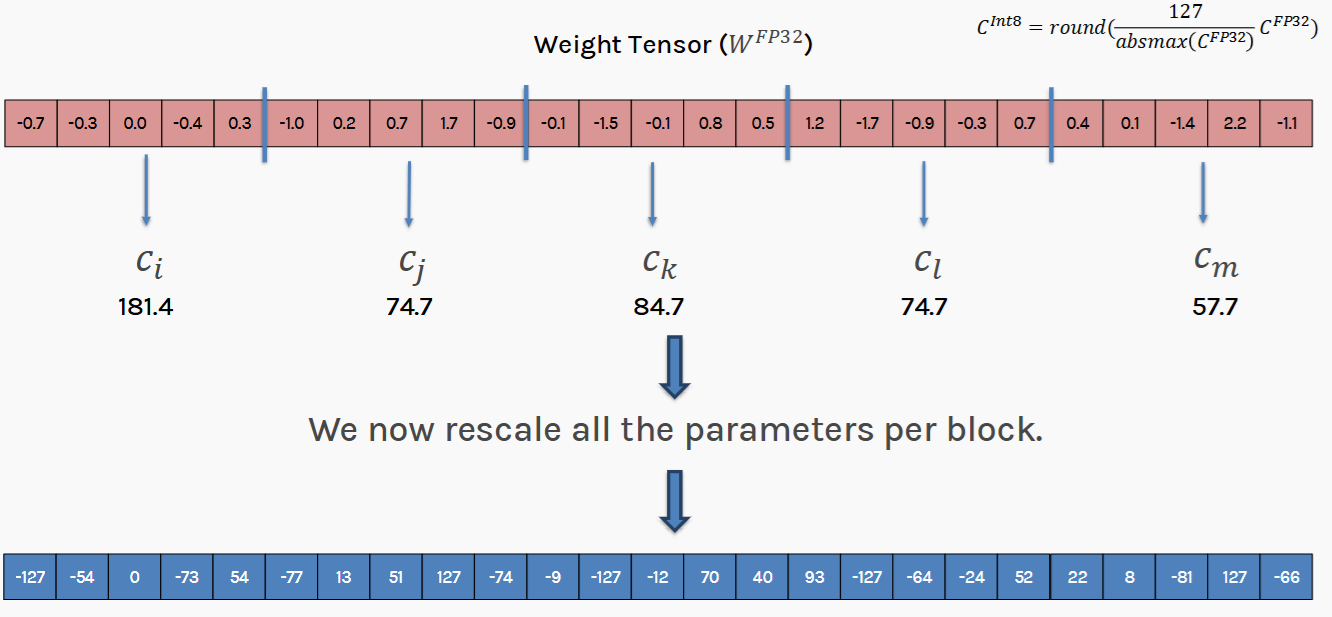 Weight Tensor (W^FP32)
C^Int8 = round(127/absmax(C^FP32) C^FP32)
-0.7 -0.3 0.0 -0.4 0.3 -1.0 0.2 0.7 1.7 -0.9 -0.1 -1.5 -0.1 0.8 0.5 1.2 -1.7 -0.9 -0.3 0.7 0.4 0.1 -1.4 2.2 -1.1
c_i c_j c_k c_l c_m
181.4 74.7 84.7 74.7 57.7
We now rescale all the parameters per block.
-127 -54 0 -73 54 -77 13 51 127 -74 -9 -127 -12 70 40 93 -127 -64 -24 52 22 8 -81 127 -66